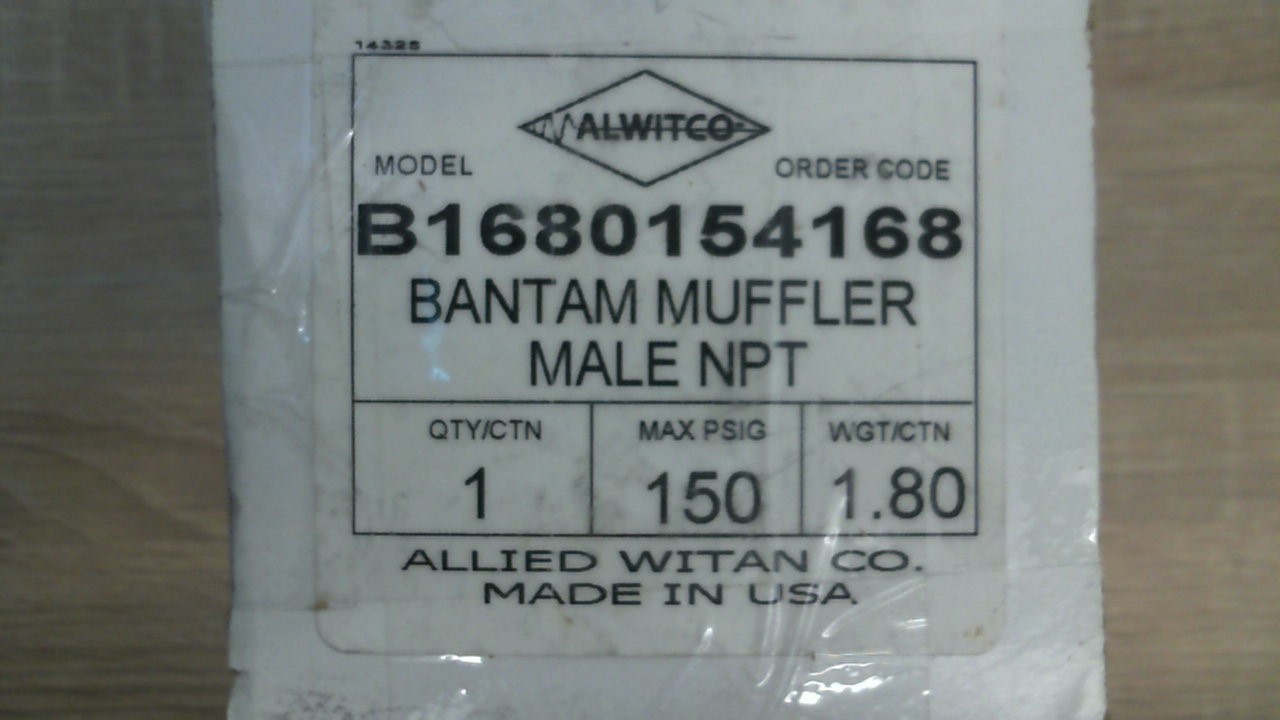 14325
ALWITCO
MODEL ORDER CODE
B1680154168
BANTAM MUFFLER
MALE NPT
QTY/CTN MAX PSIG WGT/CTN
1 150 1.80
ALLIED WITAN CO.
MADE IN USA